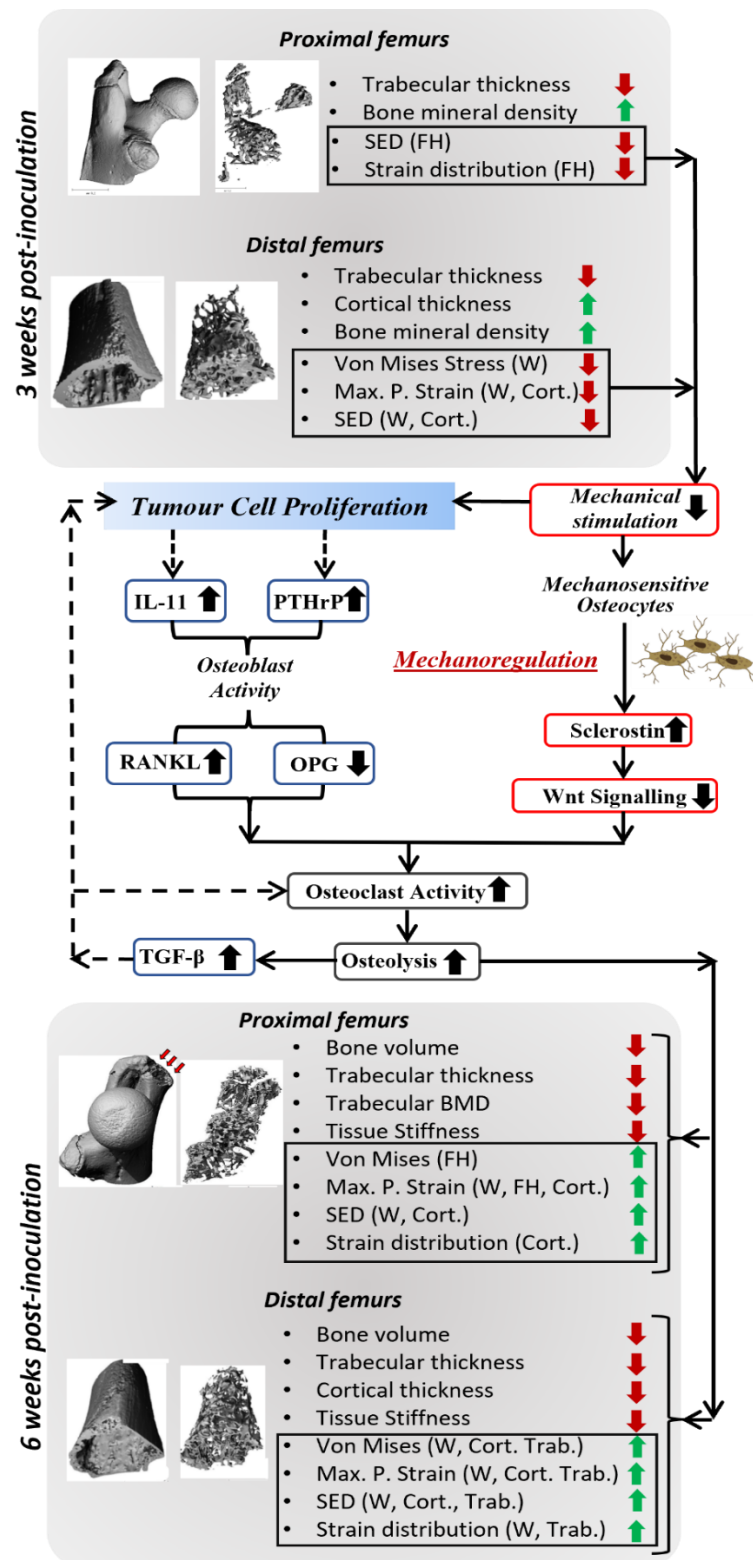 3 weeks post-inoculation
Proximal femurs
• Trabecular thickness
• Bone mineral density
• SED (FH)
• Strain distribution (FH)
Distal femurs
• Trabecular thickness
• Cortical thickness
• Bone mineral density
• Von Mises Stress (W)
• Max. P. Strain (W, Cort.)
• SED (W, Cort.)
Tumour Cell Proliferation
Mechanical
stimulation
IL-11
PTHrP
Mechanosensitive
Osteocytes
Osteoblast
Activity
Mechanoregulation
RANKL
OPG
Sclerostin
Wnt Signalling
Osteoclast Activity
TGF-β
Osteolysis
6 weeks post-inoculation
Proximal femurs
• Bone volume
• Trabecular thickness
• Trabecular BMD
• Tissue Stiffness
• Von Mises (FH)
• Max. P. Strain (W, FH, Cort.)
• SED (W, Cort.)
• Strain distribution (Cort.)
Distal femurs
• Bone volume
• Trabecular thickness
• Cortical thickness
• Tissue Stiffness
• Von Mises (W, Cort. Trab.)
• Max. P. Strain (W, Cort. Trab.)
• SED (W, Cort., Trab.)
• Strain distribution (W, Trab.)